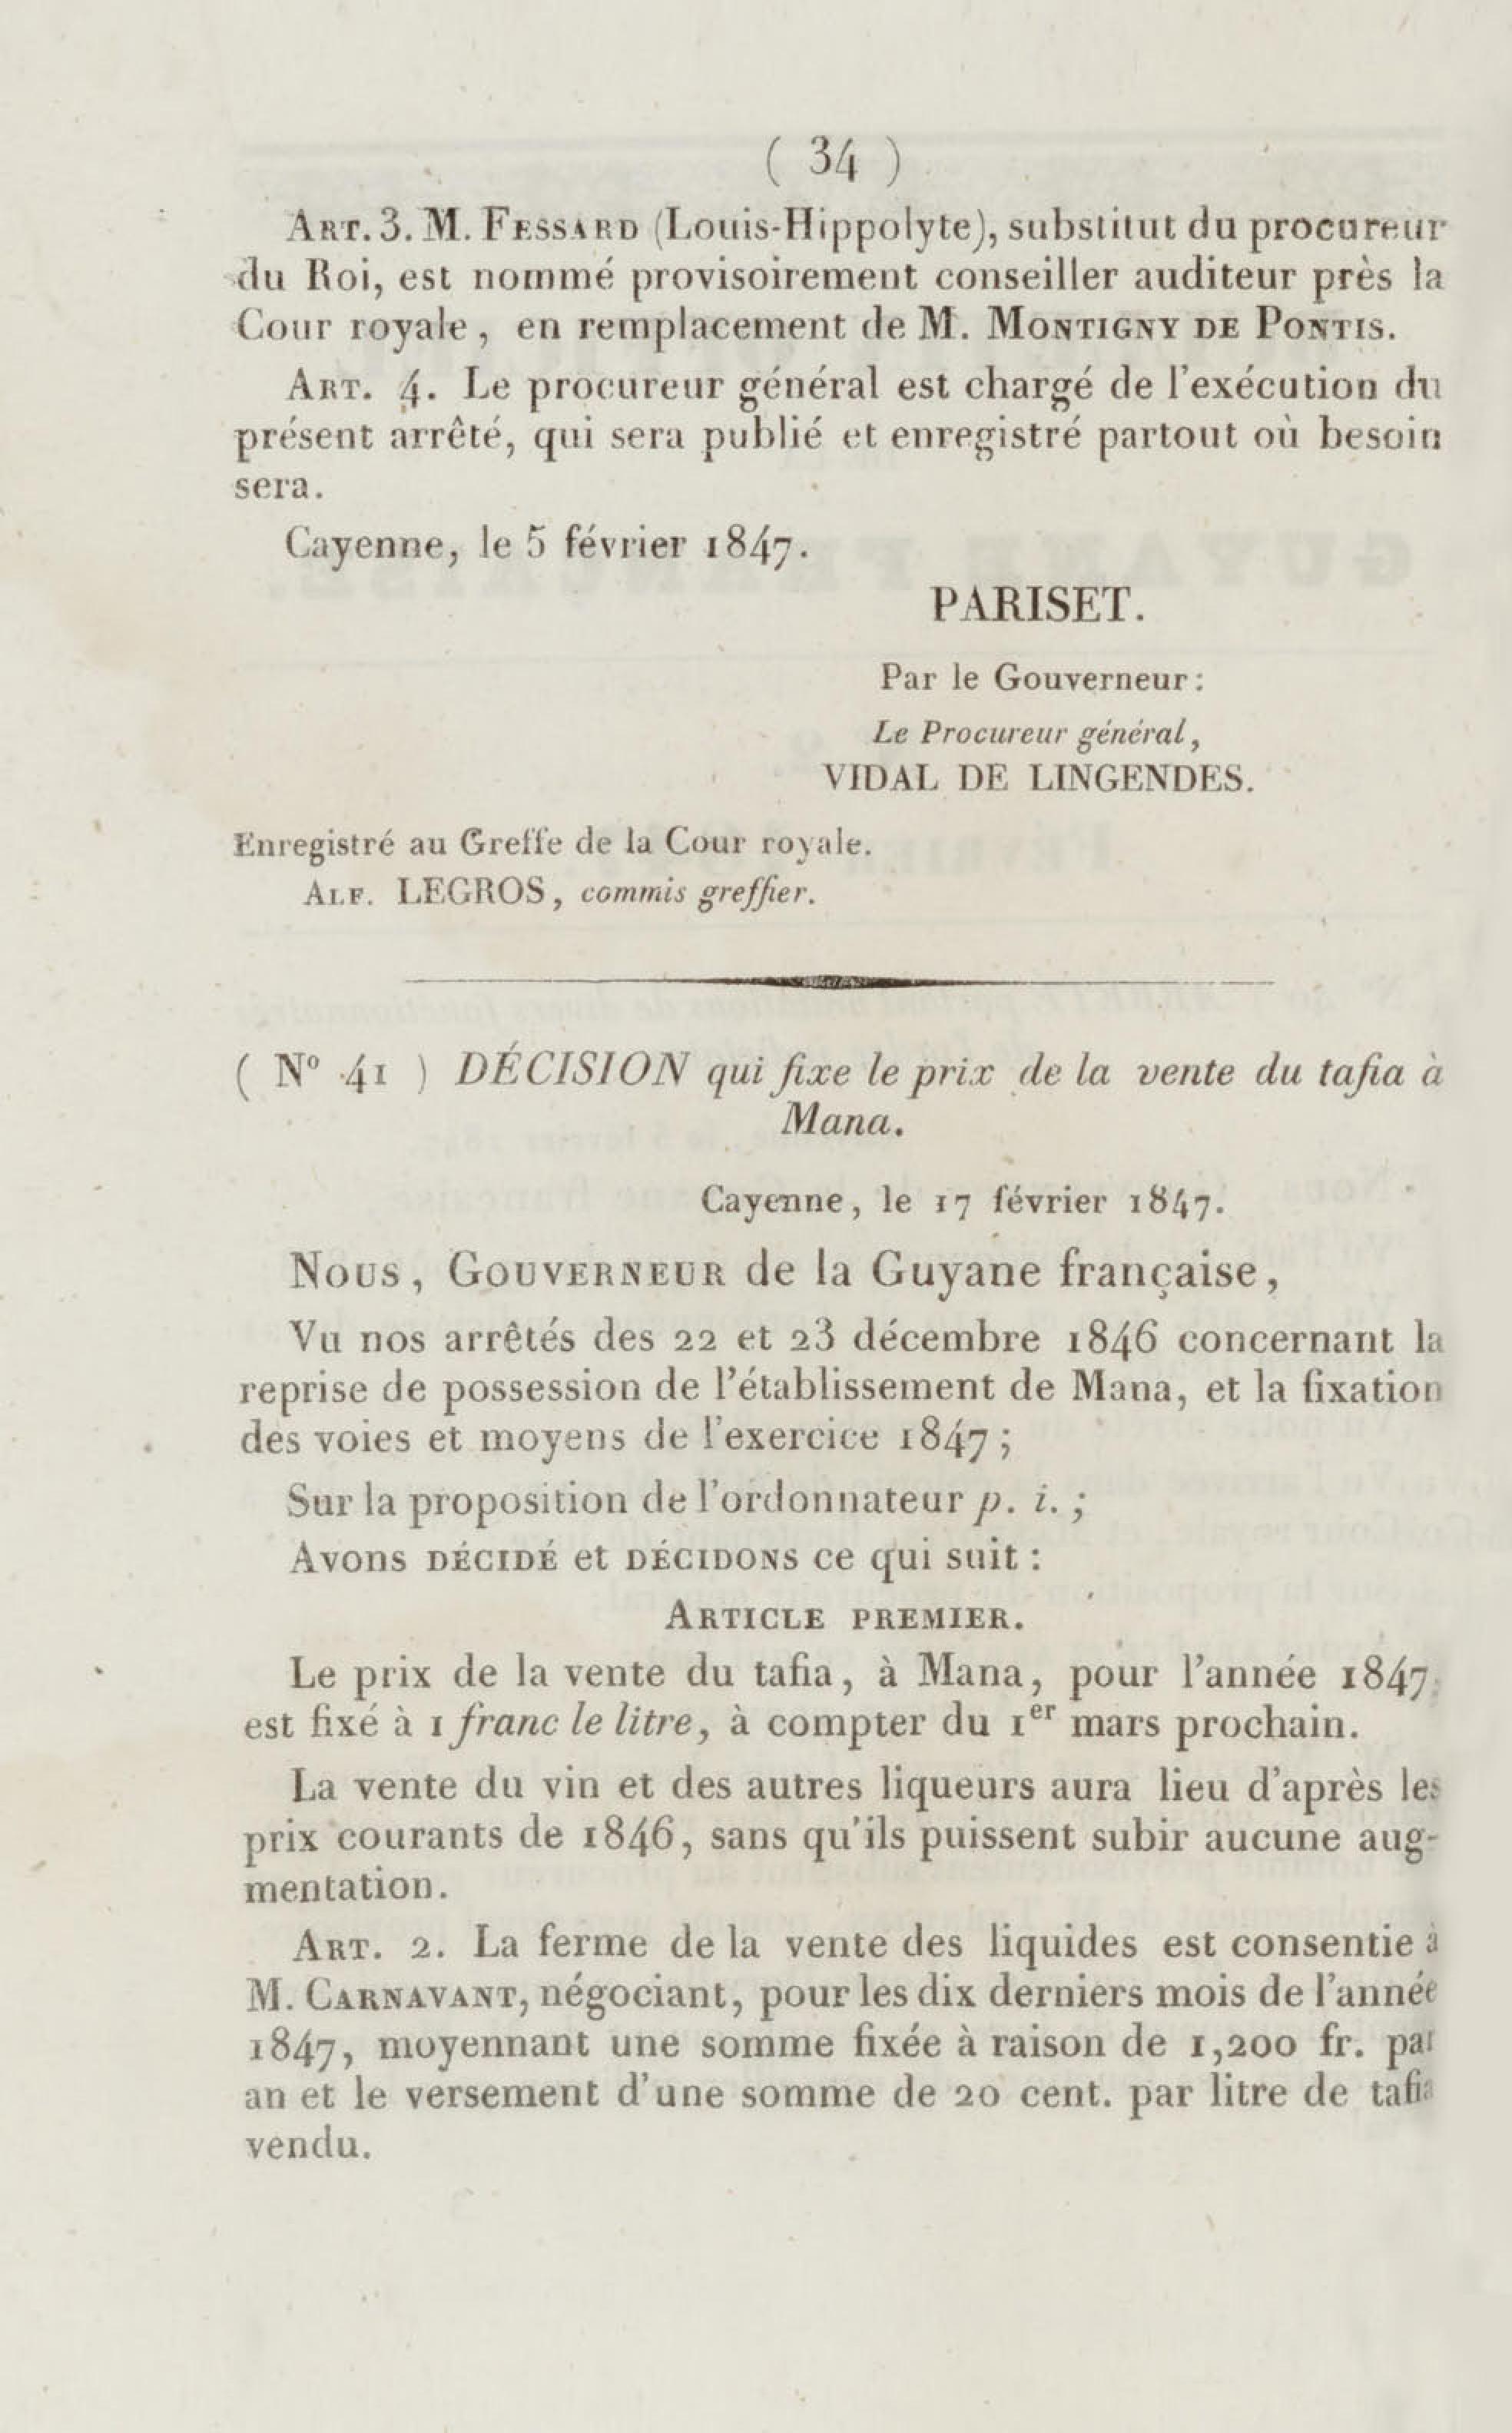 ( 34 )
ART. 3. M. FESSARD (Louis-Hippolyte), substitut du procureur
du Roi, est nommé provisoirement conseiller auditeur près la
Cour royale, en remplacement de M. MONTIGNY DE PONTIS.
ART. 4. Le procureur général est chargé de l'exécution du
présent arrêté, qui sera publié et enregistré partout où besoin
sera.
Cayenne, le 5 février 1847.
PARISET.
Par le Gouverneur:
Le Procureur général,
VIDAL DE LINGENDES.
Enregistré au Greffe de la Cour royale.
ALF. LEGROS, commis greffier.
( N° 41 ) DÉCISION qui fixe le prix de la vente du tafia à
Mana.
Cayenne, le 17 février 1847.
NOUS, GOUVERNEUR de la Guyane française,
Vu nos arrêtés des 22 et 23 décembre 1846 concernant la
reprise de possession de l'établissement de Mana, et la fixation
des voies et moyens de l'exercice 1847;
Sur la proposition de l'ordonnateur p. i. ;
Avons DÉCIDÉ et DÉCIDONS ce qui suit :
ARTICLE PREMIER.
Le prix de la vente du tafia, à Mana, pour l'année 1847,
est fixé à 1 franc le litre, à compter du 1er mars prochain.
La vente du vin et des autres liqueurs aura lieu d'après les
prix courants de 1846, sans qu'ils puissent subir aucune aug-
mentation.
ART. 2. La ferme de la vente des liquides est consentie à
M. CARNAVANT, négociant, pour les dix derniers mois de l'année
1847, moyennant une somme fixée à raison de 1,200 fr. par
an et le versement d'une somme de 20 cent. par litre de tafia
vendu.